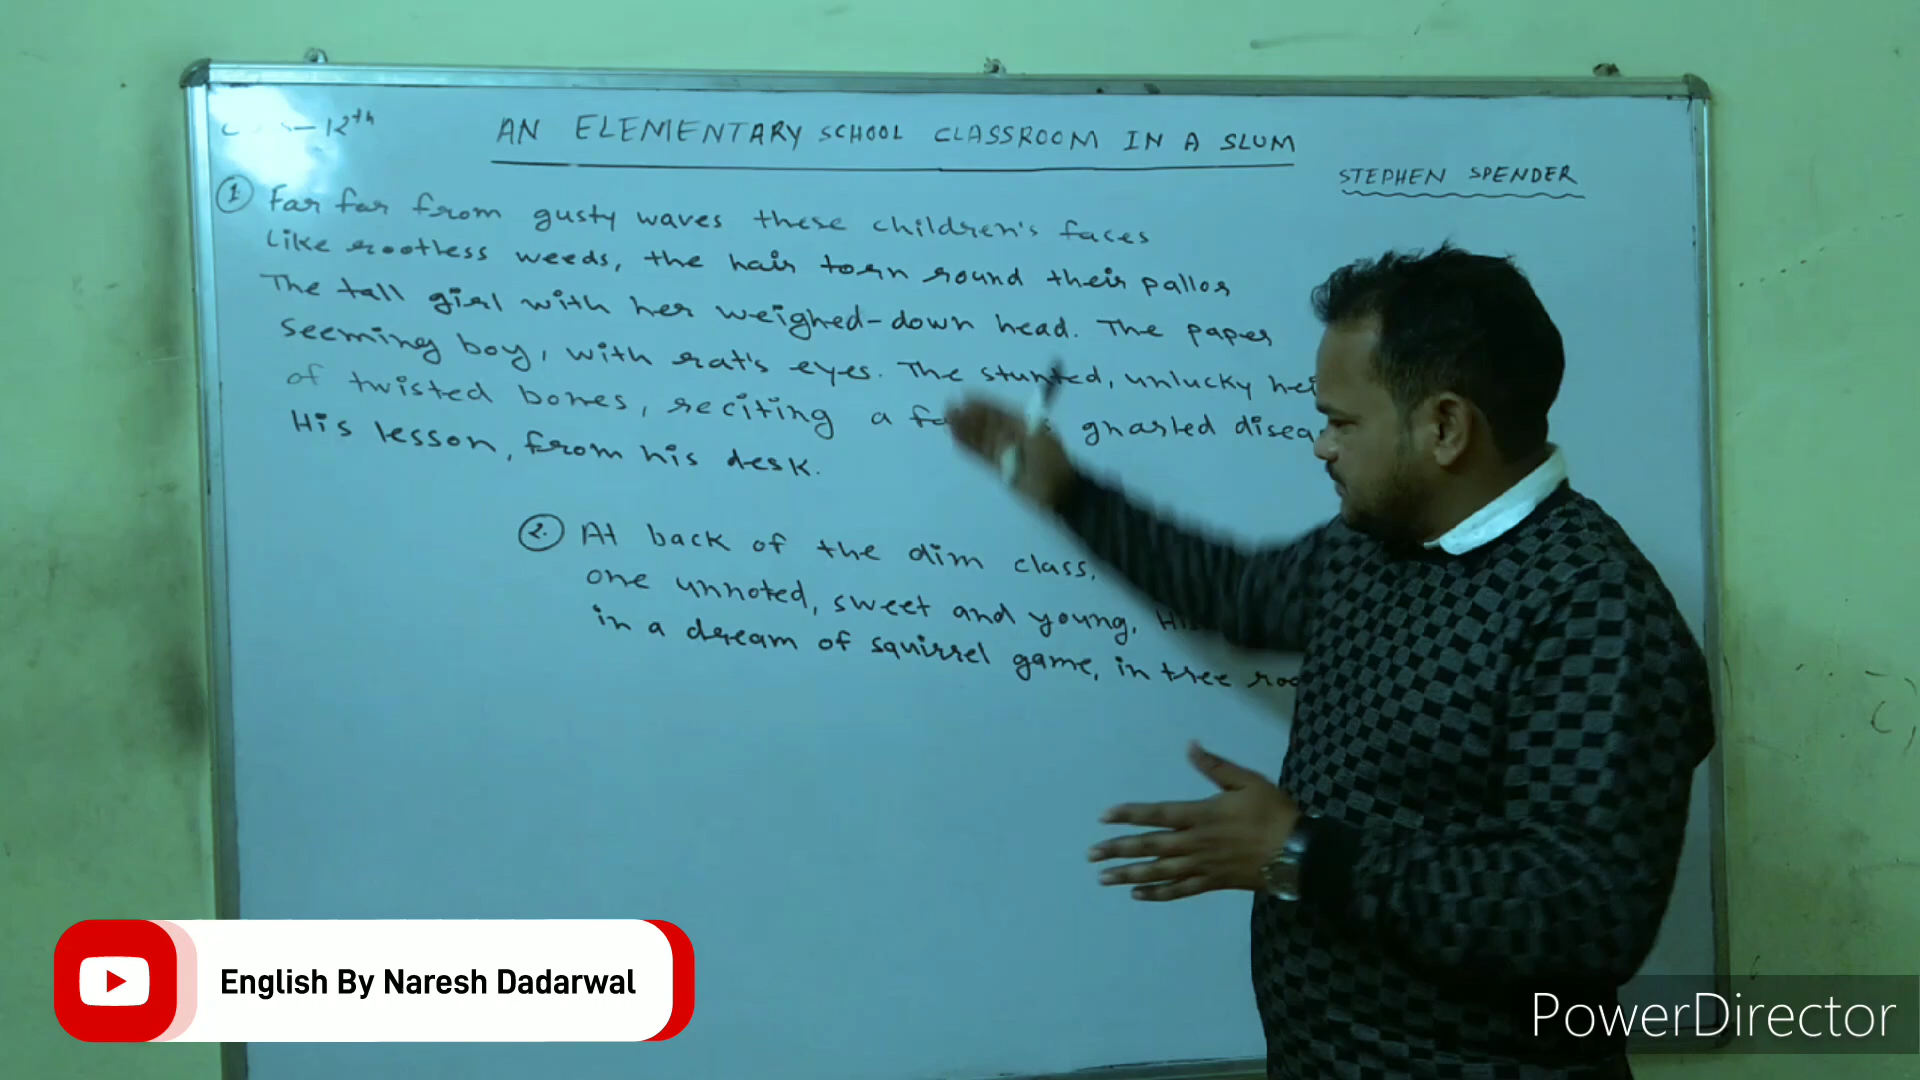 - 12th
AN ELEMENTARY SCHOOL CLASSROOM IN A SLUM
STEPHEN SPENDER
1. Far far from gusty waves these children's faces
Like rootless weeds, the hair torn round their pallor
The tall girl with her weighed-down head. The paper
seeming boy, with rat's eyes. The stunted, unlucky
of twisted bones, reciting a gnarled
His lesson, from his desk.
2. At back of the dim class,
one unnoted, sweet and young.
in a dream of squirrel game, in tree
English By Naresh Dadarwal
PowerDirector